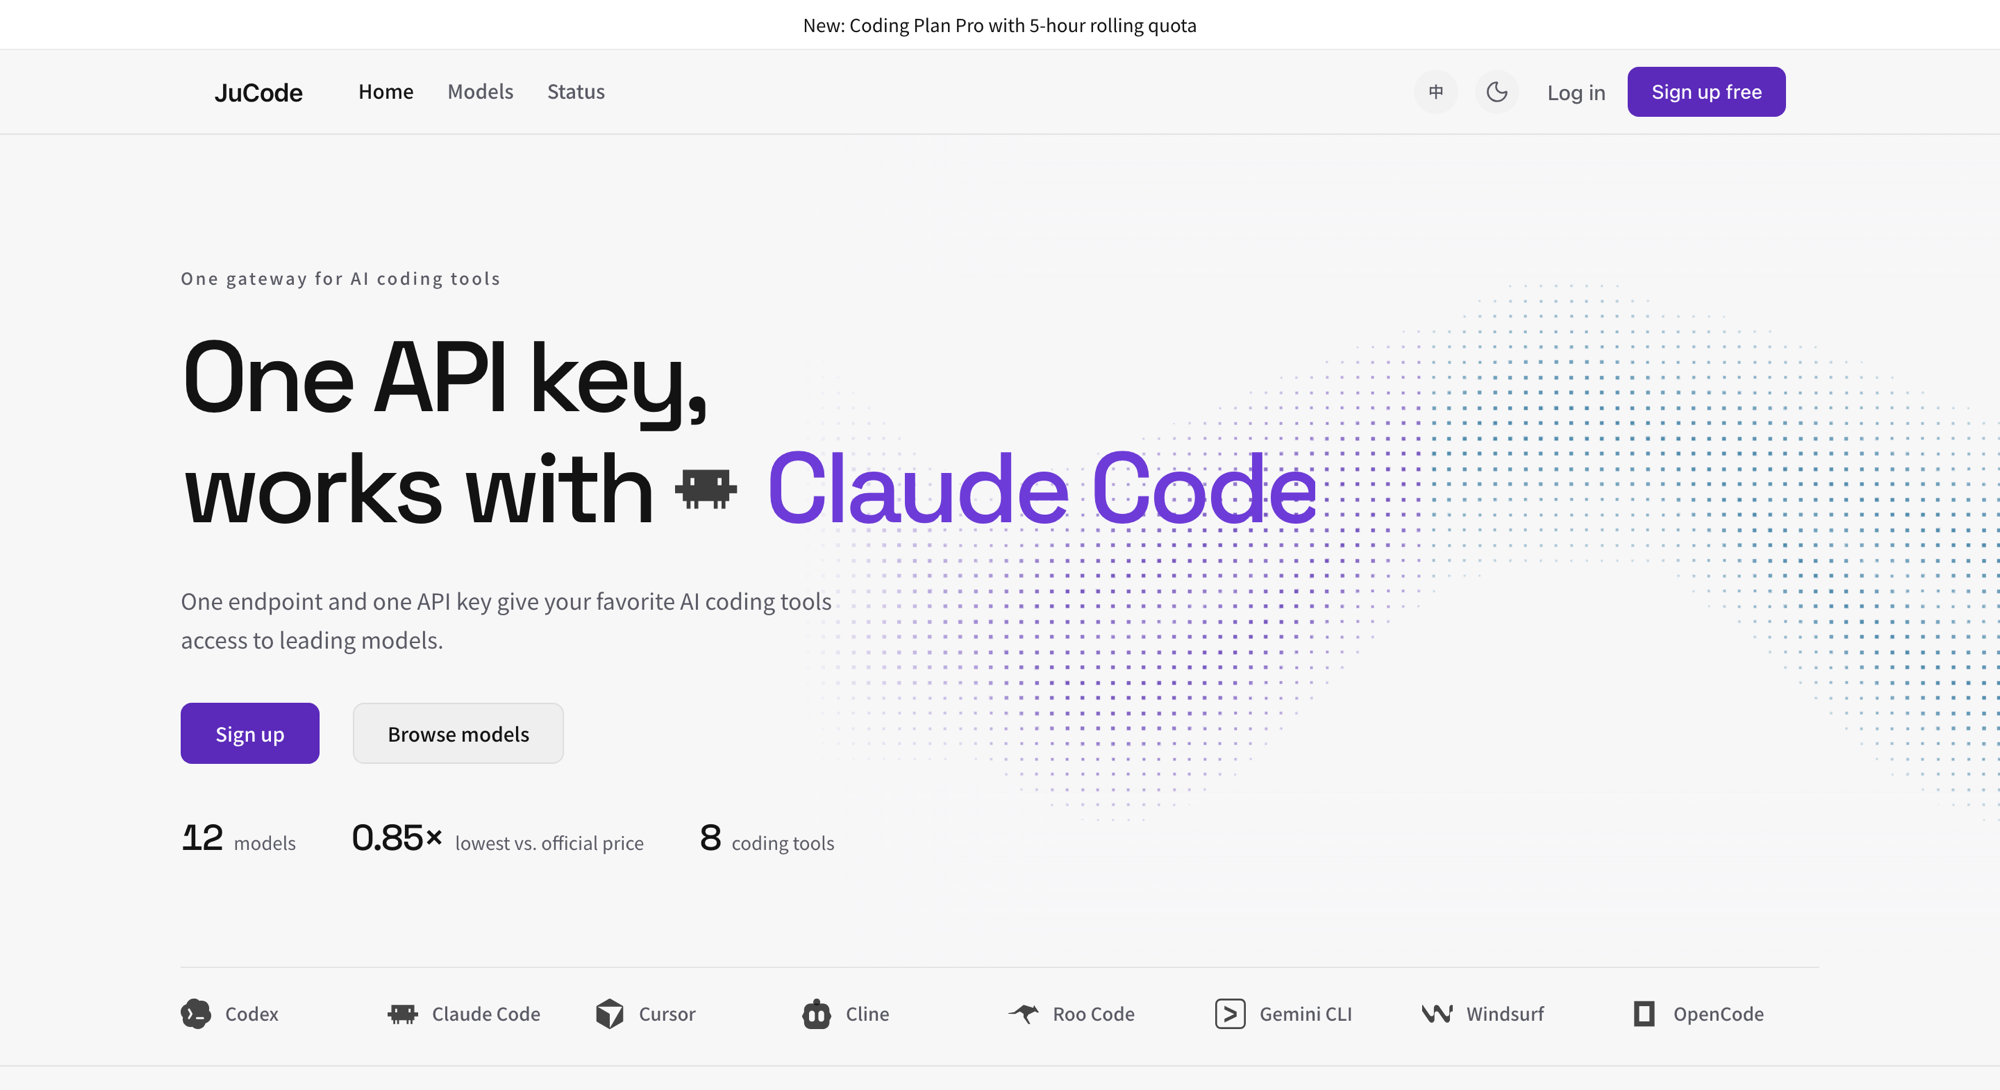 New: Coding Plan Pro with 5-hour rolling quota
JuCode
Home
Models
Status
中
Log in
Sign up free
One gateway for AI coding tools
One API key,
works with Claude Code
One endpoint and one API key give your favorite AI coding tools
access to leading models.
Sign up
Browse models
12 models
0.85× lowest vs. official price
8 coding tools
Codex
Claude Code
Cursor
Cline
Roo Code
Gemini CLI
Windsurf
OpenCode